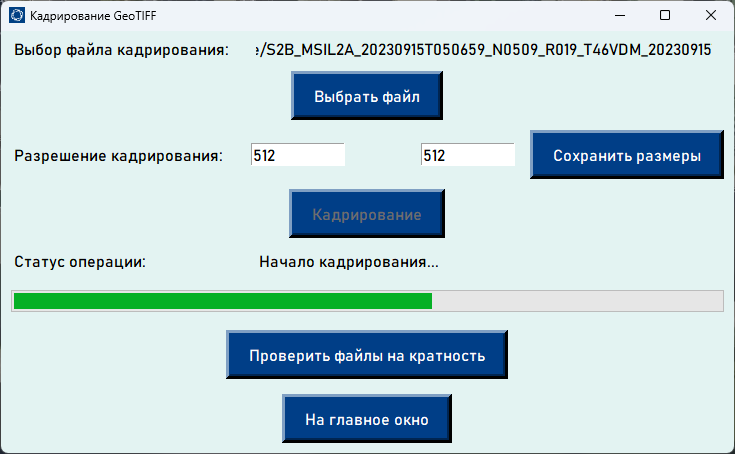 Кадрирование GeoTIFF
Выбор файла кадрирования: e/S2B_MSIL2A_20230915T050659_N0509_R019_T46VDM_20230915
Выбрать файл
Разрешение кадрирования: 512 512 Сохранить размеры
Кадрирование
Статус операции: Начало кадрирования...
Проверить файлы на кратность
На главное окно